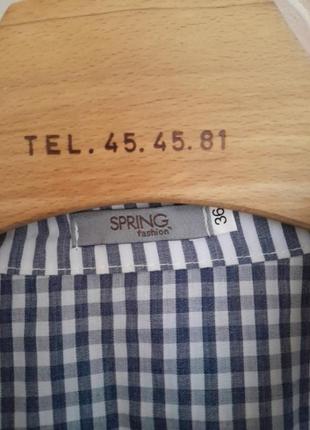 TEL. 45. 45. 81
SPRING
fashion
36